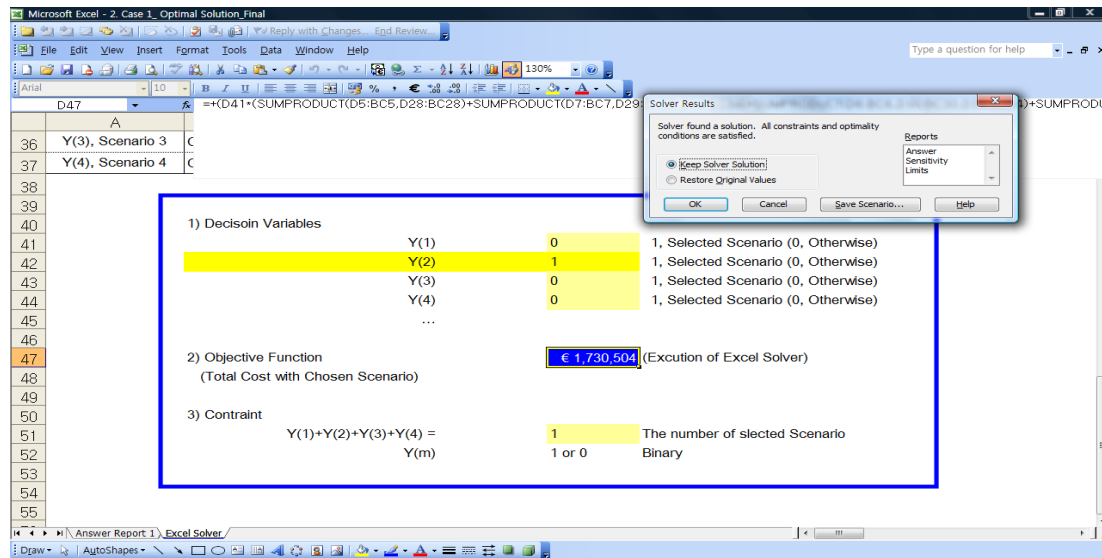 Microsoft Excel - 2. Case 1_ Optimal Solution_Final
Reply with Changes... End Review...
File Edit View Insert Format Tools Data Window Help
Type a question for help
130%
Arial 10 B I U
D47 fx =+(D41*(SUMPRODUCT(D5:BC5,D28:BC28)+SUMPRODUCT(D7:BC7,D29:
)+SUMPRODU
Solver Results
Solver found a solution. All constraints and optimality
conditions are satisfied.
Reports
Answer
Sensitivity
Limits
Keep Solver Solution
Restore Original Values
OK Cancel Save Scenario... Help
A
36 Y(3), Scenario 3
37 Y(4), Scenario 4
38
39
40 1) Decisoin Variables
41 Y(1) 0 1, Selected Scenario (0, Otherwise)
42 Y(2) 1 1, Selected Scenario (0, Otherwise)
43 Y(3) 0 1, Selected Scenario (0, Otherwise)
44 Y(4) 0 1, Selected Scenario (0, Otherwise)
45 ...
46
47 2) Objective Function € 1,730,504 (Excution of Excel Solver)
48 (Total Cost with Chosen Scenario)
49
50 3) Contraint
51 Y(1)+Y(2)+Y(3)+Y(4) = 1 The number of slected Scenario
52 Y(m) 1 or 0 Binary
53
54
55
Answer Report 1 Excel Solver
Draw AutoShapes